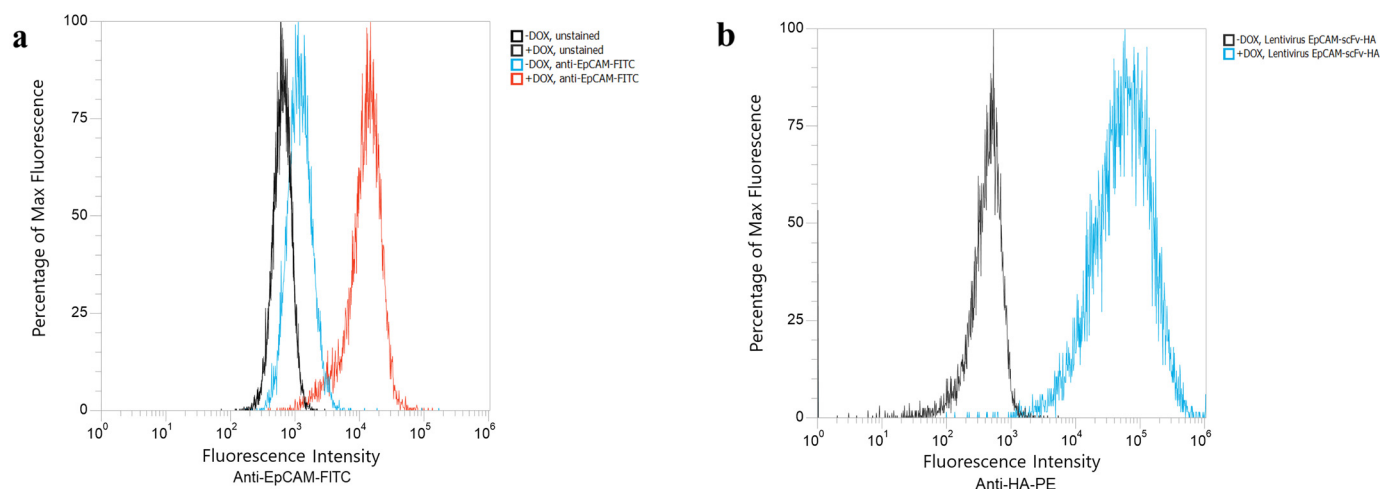 a
100
75
50
25
0
Percentage of Max Fluorescence
10^0 10^1 10^2 10^3 10^4 10^5 10^6
Fluorescence Intensity
Anti-EpCAM-FITC
-DOX, unstained
+DOX, unstained
-DOX, anti-EpCAM-FITC
+DOX, anti-EpCAM-FITC
b
100
75
50
25
0
Percentage of Max Fluorescence
10^0 10^1 10^2 10^3 10^4 10^5 10^6
Fluorescence Intensity
Anti-HA-PE
-DOX, Lentivirus EpCAM-scFv-HA
+DOX, Lentivirus EpCAM-scFv-HA